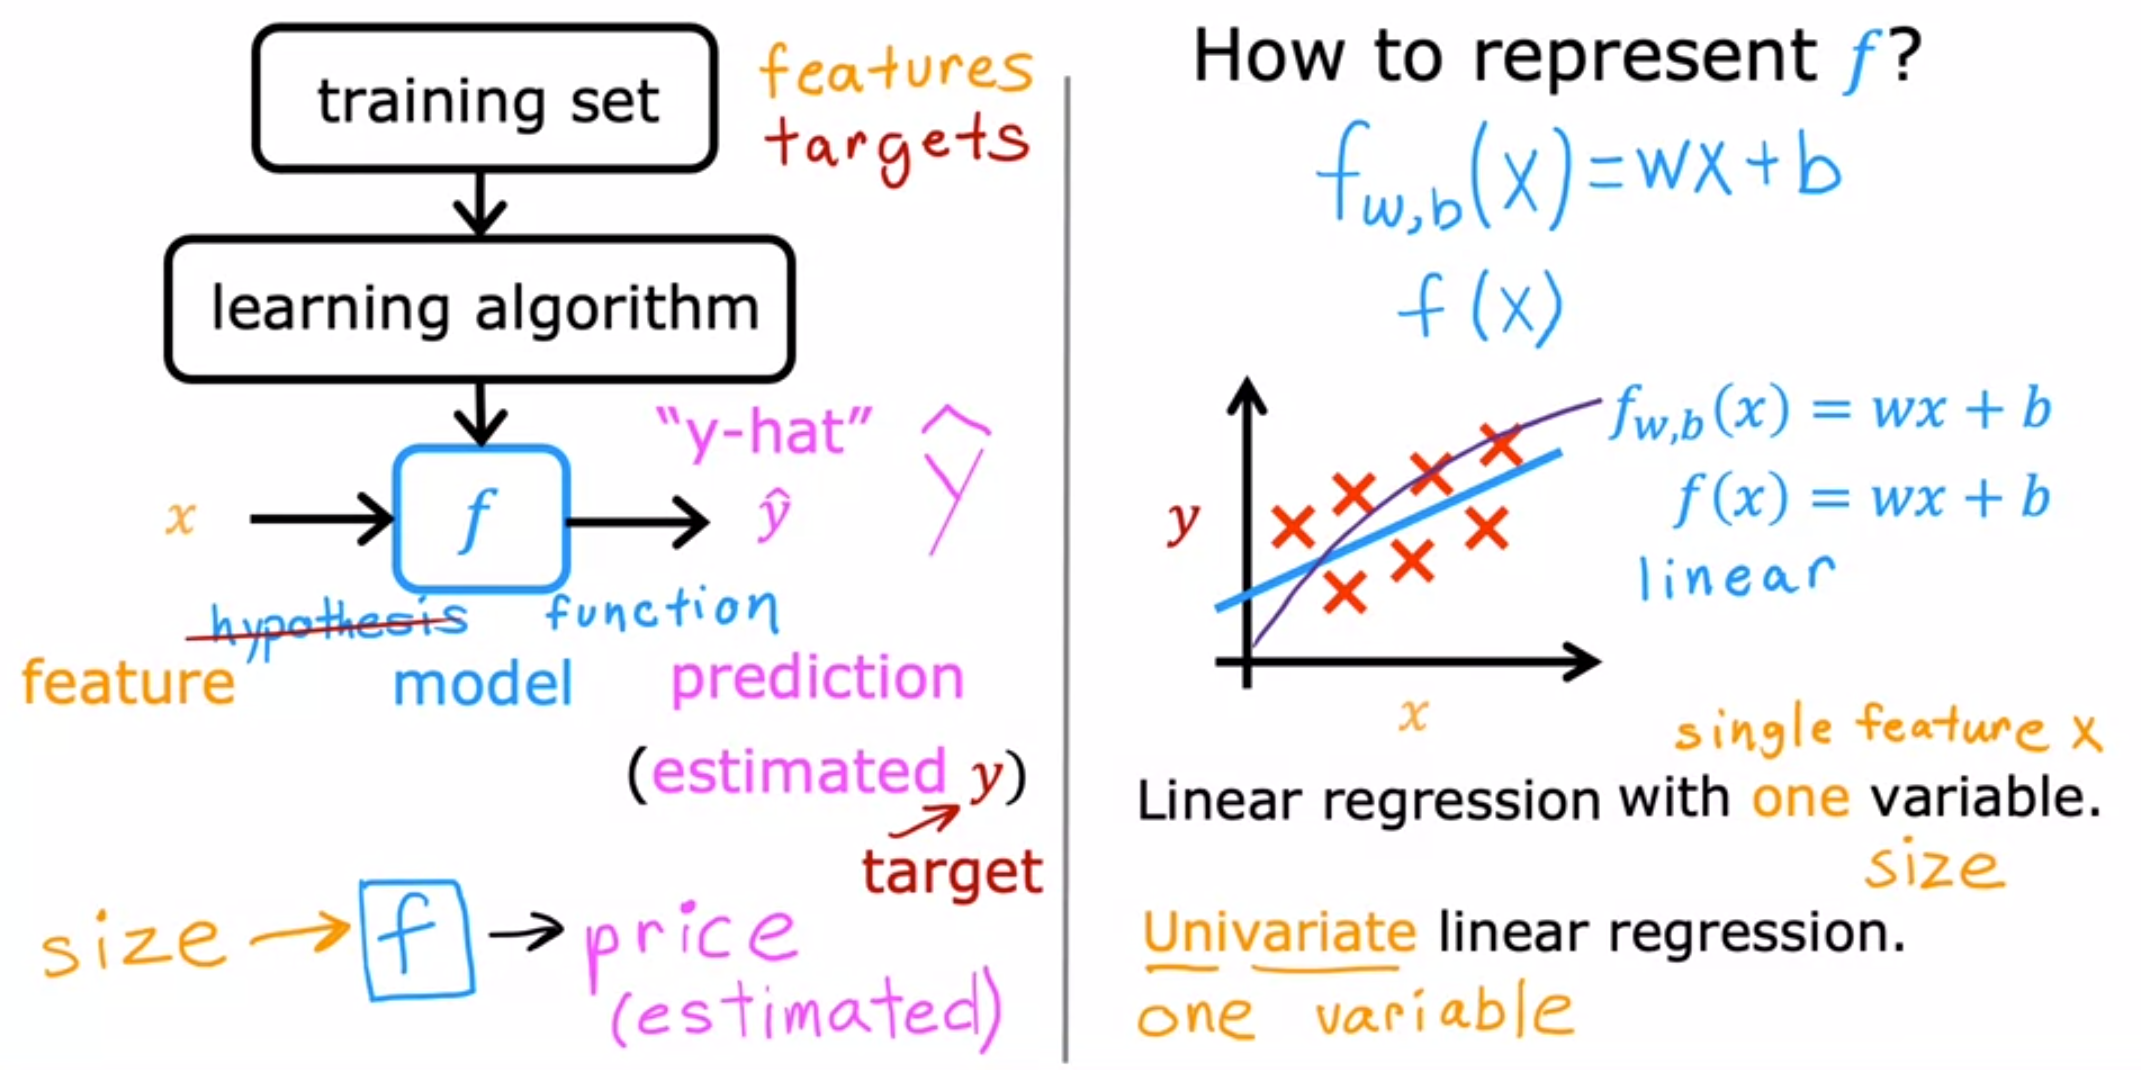 training set
features
targets
learning algorithm
"y-hat"
x
f
ŷ
ŷ
hypothesis
function
feature
model
prediction
(estimated y)
target
size → f → price
(estimated)
How to represent f?
f_{w,b}(x) = wx + b
f(x)
f_{w,b}(x) = wx + b
f(x) = wx + b
linear
y
x
single feature x
Linear regression with one variable.
size
Univariate linear regression.
one variable